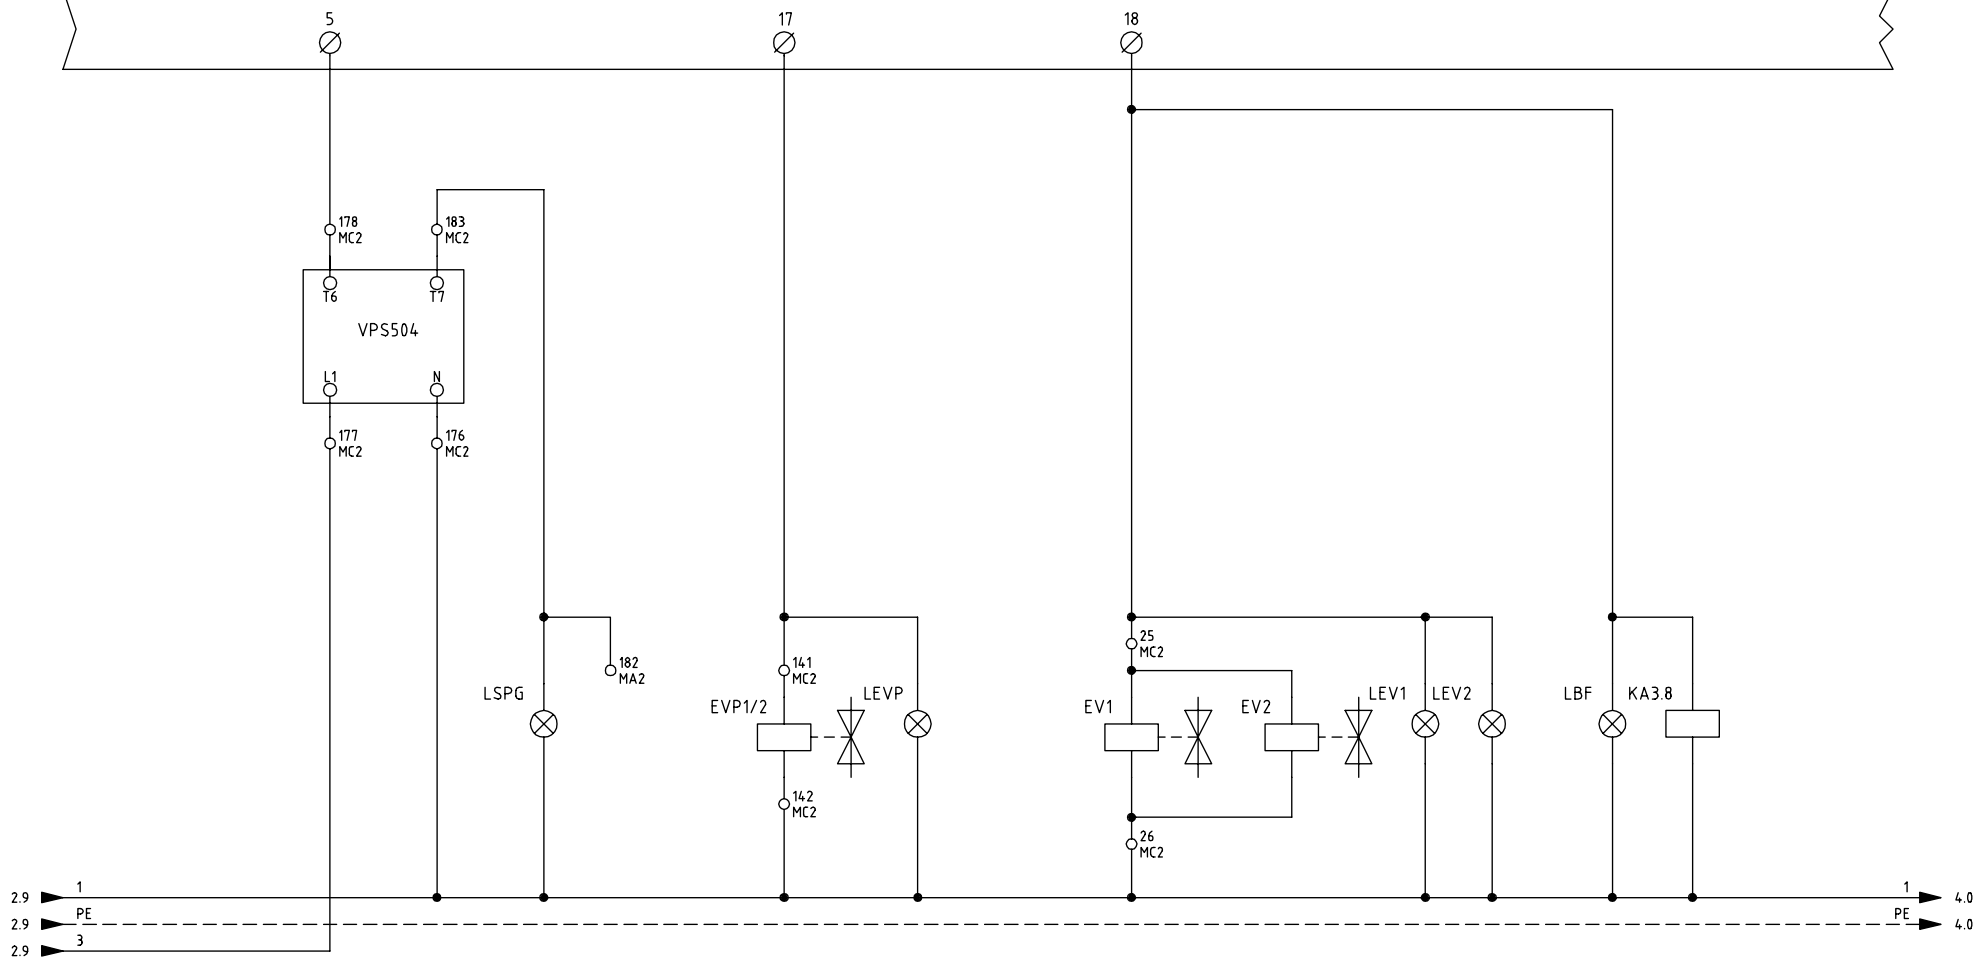 5
17
18
178
MC2
183
MC2
T6
T7
VPS504
L1
N
177
MC2
176
MC2
182
MA2
LSPG
141
MC2
EVP1/2
LEVP
142
MC2
25
MC2
EV1
EV2
LEV1
LEV2
LBF
KA3.8
26
MC2
2.9
1
1
4.0
2.9
PE
PE
4.0
2.9
3